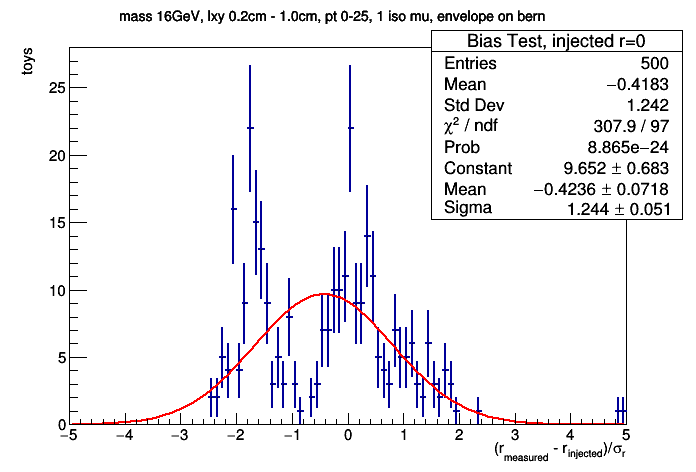 mass 16GeV, lxy 0.2cm - 1.0cm, pt 0-25, 1 iso mu, envelope on bern
toys
Bias Test, injected r=0
Entries 500
Mean −0.4183
Std Dev 1.242
χ² / ndf 307.9 / 97
Prob 8.865e−24
Constant 9.652 ± 0.683
Mean −0.4236 ± 0.0718
Sigma 1.244 ± 0.051
25
20
15
10
5
0
−5 −4 −3 −2 −1 0 1 2 3 4 5
(r_measured - r_injected)/σ_r